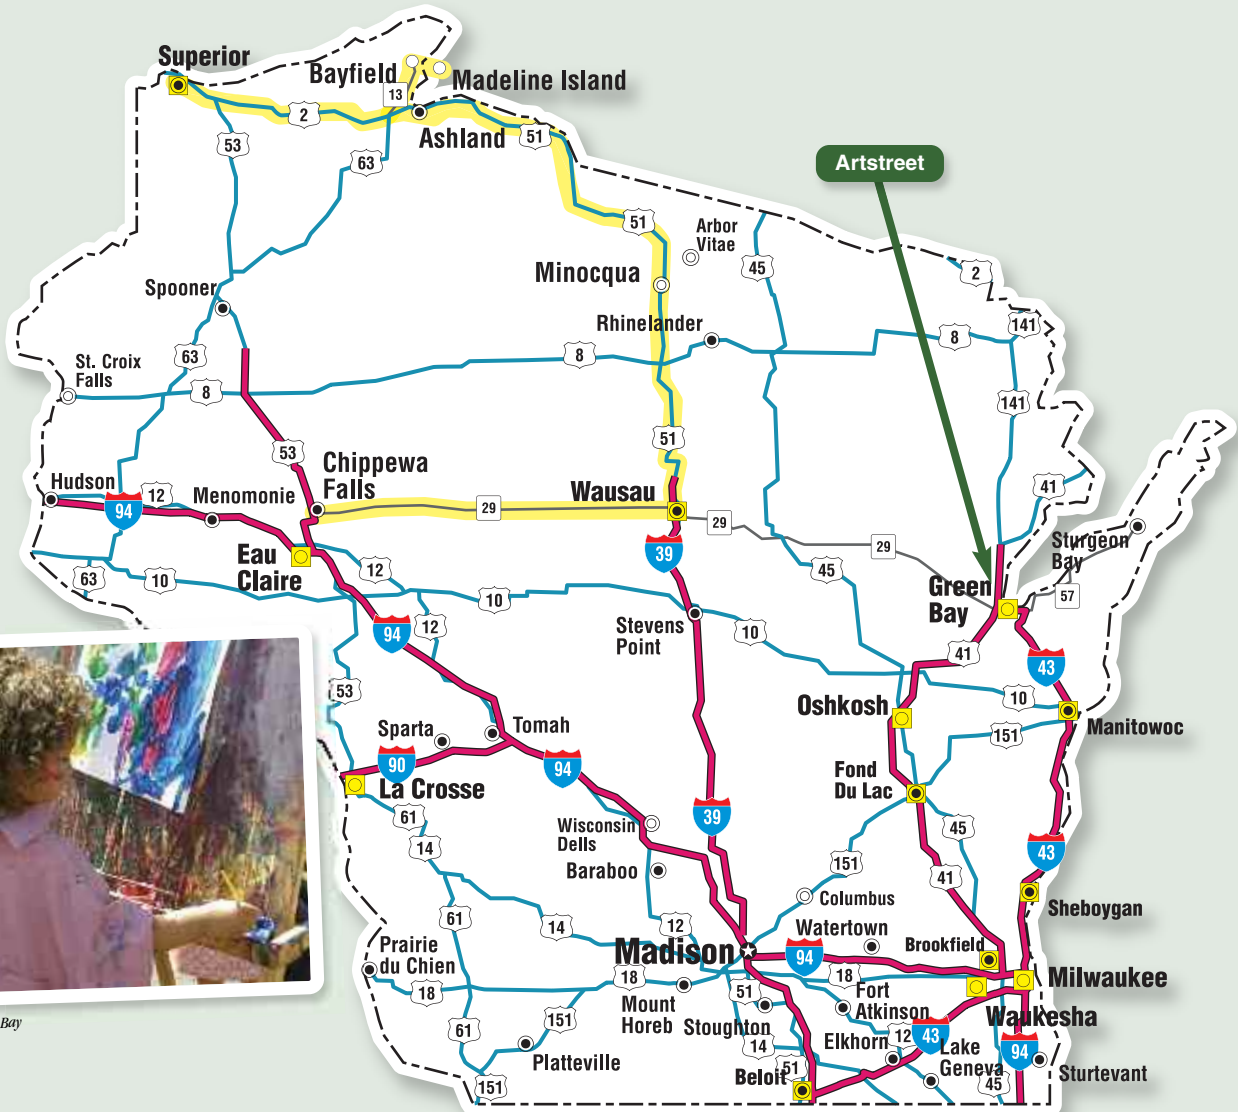 Superior
Bayfield
Madeline Island
13
2
Ashland
51
53
63
Artstreet
51
Arbor
Vitae
45
2
Minocqua
Spooner
Rhinelander
141
8
8
63
St. Croix
Falls
8
141
51
53
Chippewa
Falls
Hudson
12
94
Menomonie
29
Wausau
29
29
41
Sturgeon
Bay
39
Eau
Claire
12
45
63
10
10
Green
Bay
57
94
12
Stevens
Point
10
41
43
53
10
Oshkosh
Manitowoc
Sparta
Tomah
151
90
94
La Crosse
Fond
Du Lac
61
39
Wisconsin
Dells
45
14
43
151
Baraboo
41
Columbus
61
14
12
Sheboygan
Watertown
Brookfield
Madison
94
Prairie
du Chien
18
18
18
Milwaukee
Mount
Horeb
51
Fort
Atkinson
Waukesha
Stoughton
Bay
61
151
43
12
14
Elkhorn
Lake
Geneva
94
Platteville
51
Beloit
45
Sturtevant
151